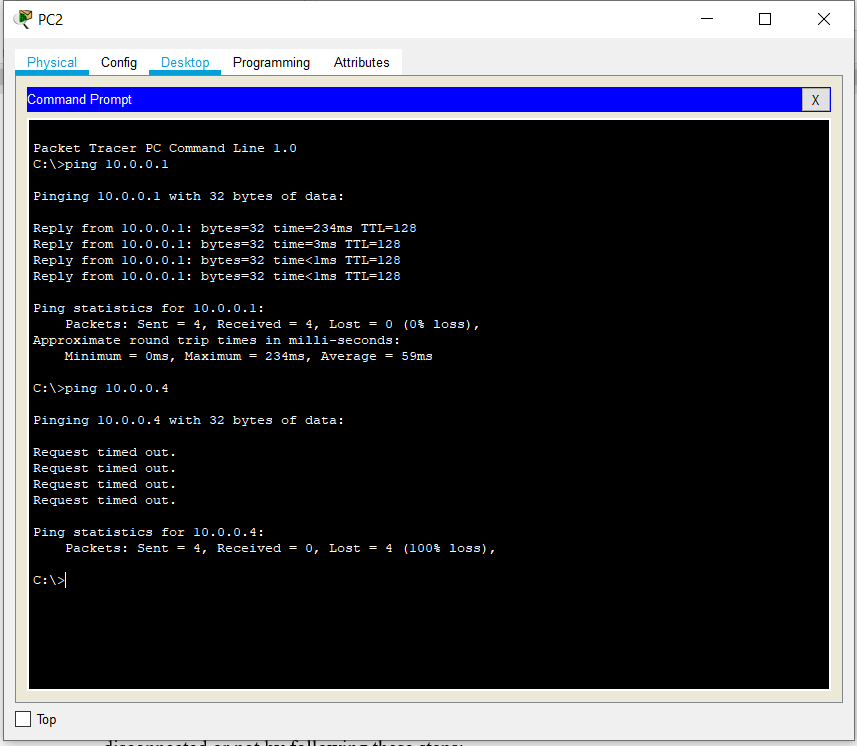 PC2
Physical Config Desktop Programming Attributes
Command Prompt
X
Packet Tracer PC Command Line 1.0
C:\>ping 10.0.0.1
Pinging 10.0.0.1 with 32 bytes of data:
Reply from 10.0.0.1: bytes=32 time=234ms TTL=128
Reply from 10.0.0.1: bytes=32 time=3ms TTL=128
Reply from 10.0.0.1: bytes=32 time<1ms TTL=128
Reply from 10.0.0.1: bytes=32 time<1ms TTL=128
Ping statistics for 10.0.0.1:
Packets: Sent = 4, Received = 4, Lost = 0 (0% loss),
Approximate round trip times in milli-seconds:
Minimum = 0ms, Maximum = 234ms, Average = 59ms
C:\>ping 10.0.0.4
Pinging 10.0.0.4 with 32 bytes of data:
Request timed out.
Request timed out.
Request timed out.
Request timed out.
Ping statistics for 10.0.0.4:
Packets: Sent = 4, Received = 0, Lost = 4 (100% loss),
C:\>
Top
disconnected or not by following these steps: